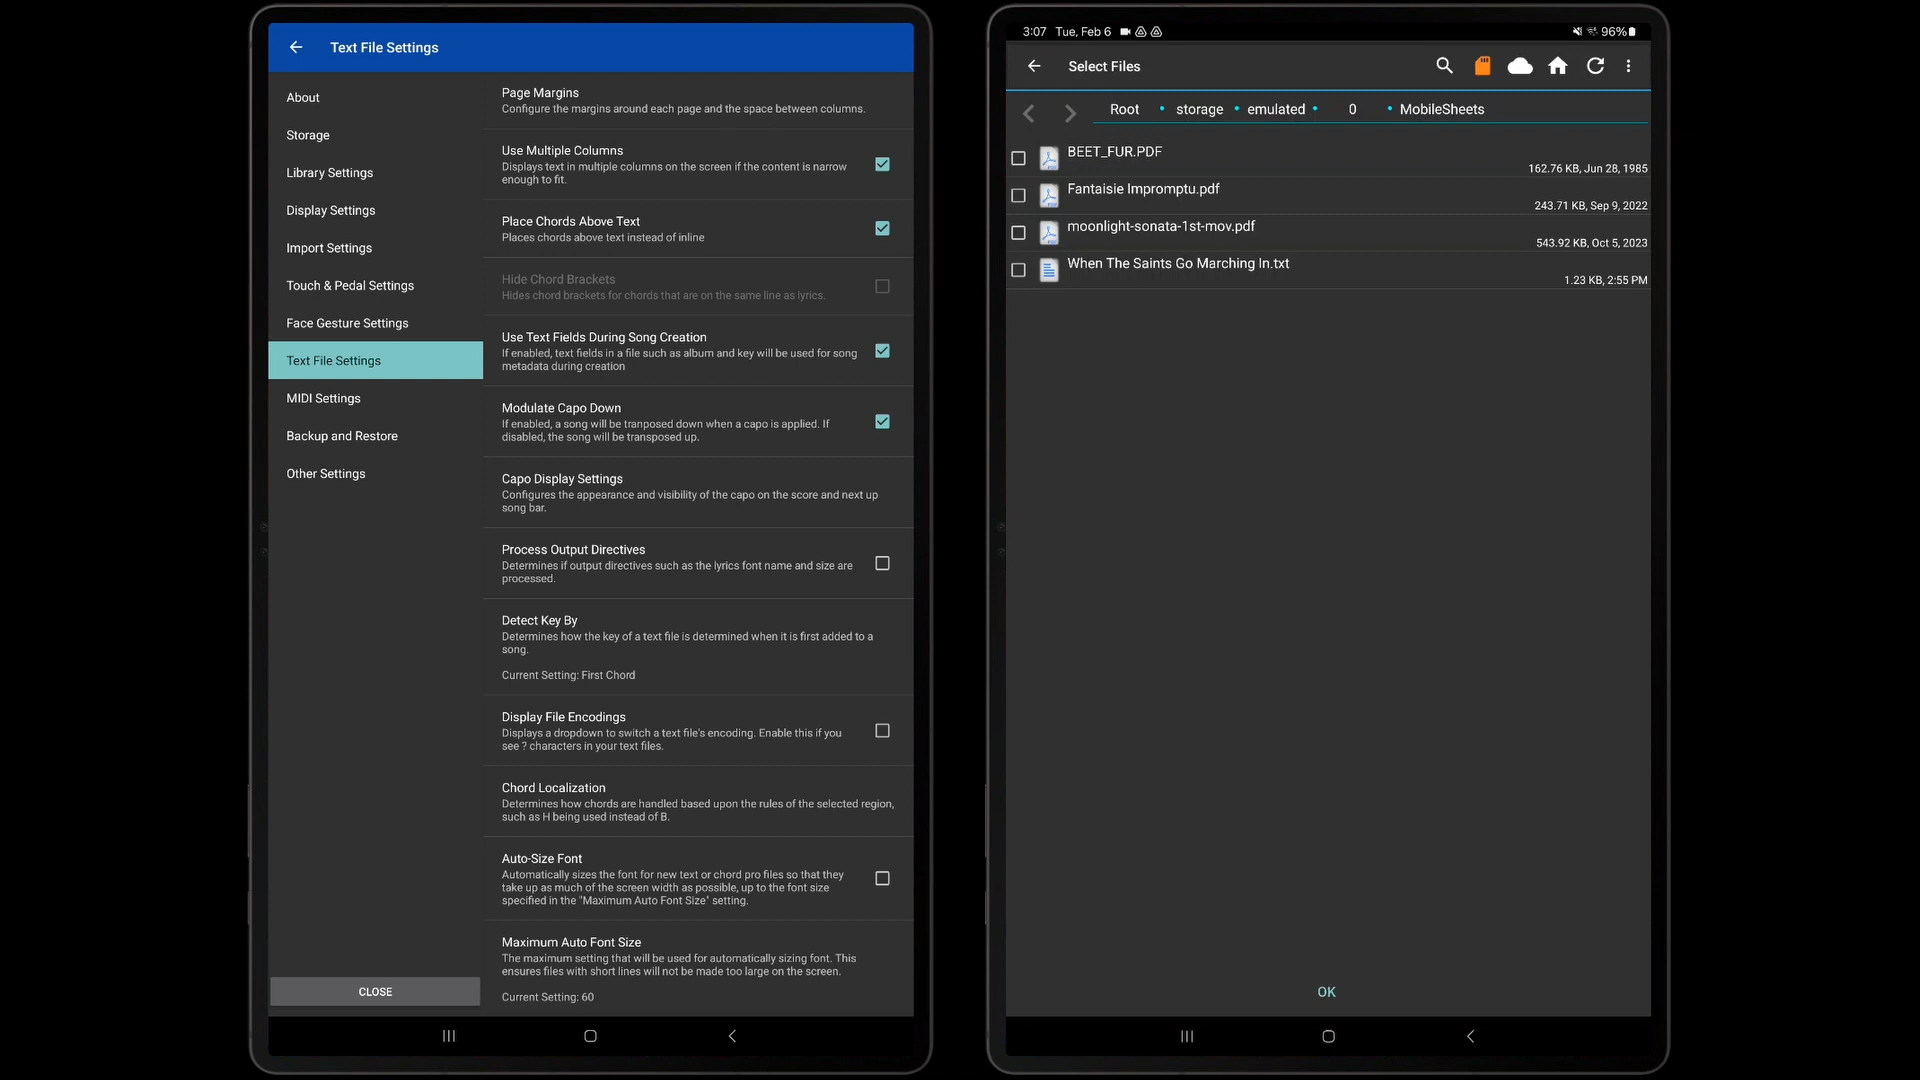 Text File Settings
About
Storage
Library Settings
Display Settings
Import Settings
Touch & Pedal Settings
Face Gesture Settings
Text File Settings
MIDI Settings
Backup and Restore
Other Settings
CLOSE
Page Margins
Configure the margins around each page and the space between columns.
Use Multiple Columns
Displays text in multiple columns on the screen if the content is narrow
enough to fit.
Place Chords Above Text
Places chords above text instead of inline
Hide Chord Brackets
Hides chord brackets for chords that are on the same line as lyrics.
Use Text Fields During Song Creation
If enabled, text fields in a file such as album and key will be used for song
metadata during creation
Modulate Capo Down
If enabled, a song will be tranposed down when a capo is applied. If
disabled, the song will be transposed up.
Capo Display Settings
Configures the appearance and visibility of the capo on the score and next up
song bar.
Process Output Directives
Determines if output directives such as the lyrics font name and size are
processed.
Detect Key By
Determines how the key of a text file is determined when it is first added to a
song.
Current Setting: First Chord
Display File Encodings
Displays a dropdown to switch a text file's encoding. Enable this if you
see ? characters in your text files.
Chord Localization
Determines how chords are handled based upon the rules of the selected region,
such as H being used instead of B.
Auto-Size Font
Automatically sizes the font for new text or chord pro files so that they
take up as much of the screen width as possible, up to the font size
specified in the "Maximum Auto Font Size" setting.
Maximum Auto Font Size
The maximum setting that will be used for automatically sizing font. This
ensures files with short lines will not be made too large on the screen.
Current Setting: 60
3:07 Tue, Feb 6 96%
Select Files
Root • storage • emulated • 0 • MobileSheets
BEET_FUR.PDF
162.76 KB, Jun 28, 1985
Fantaisie Impromptu.pdf
243.71 KB, Sep 9, 2022
moonlight-sonata-1st-mov.pdf
543.92 KB, Oct 5, 2023
When The Saints Go Marching In.txt
1.23 KB, 2:55 PM
OK